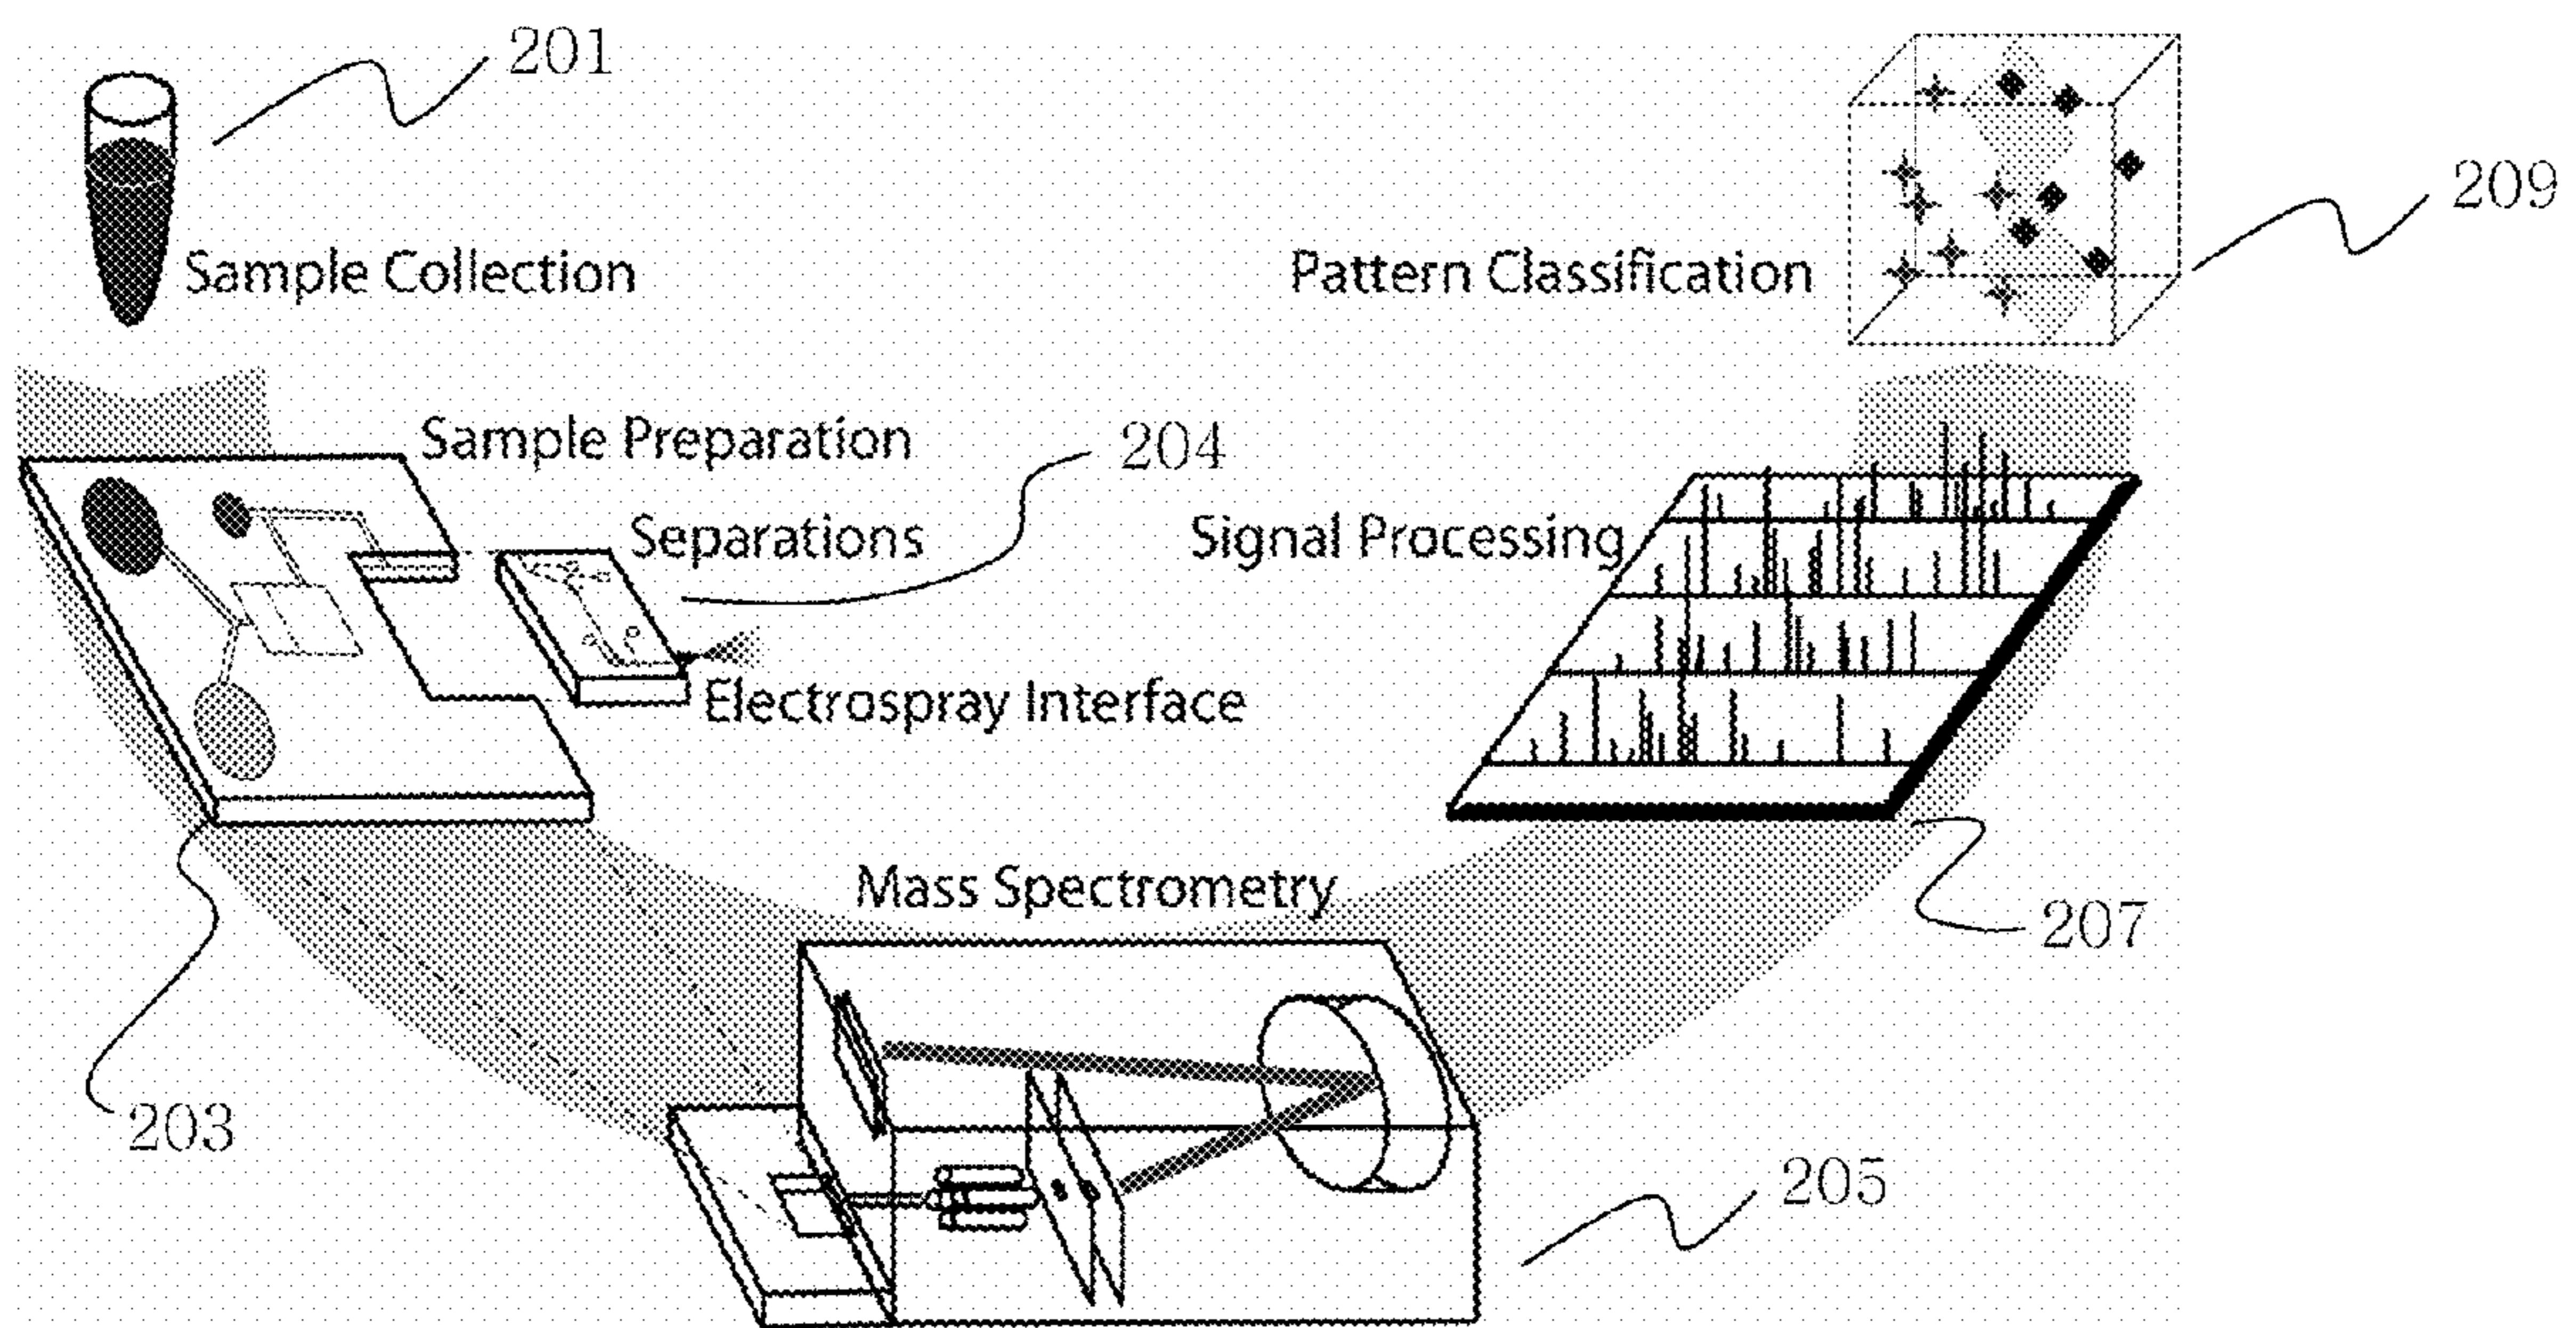 201
209
Sample Collection
Pattern Classification
Sample Preparation
204
Separations
Signal Processing
Electrospray Interface
Mass Spectrometry
207
203
205